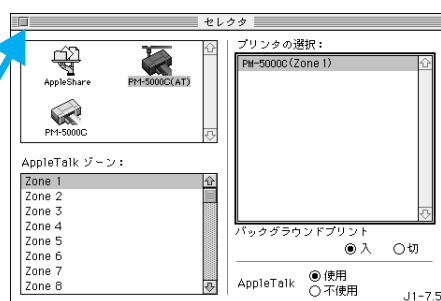 セレクタ
AppleShare
PM-5000C(AT)
PM-5000C
AppleTalk ゾーン：
Zone 1
Zone 2
Zone 3
Zone 4
Zone 5
Zone 6
Zone 7
Zone 8
プリンタの選択：
PM-5000C(Zone 1)
バックグラウンドプリント
入 切
AppleTalk
使用
不使用
J1-7.5